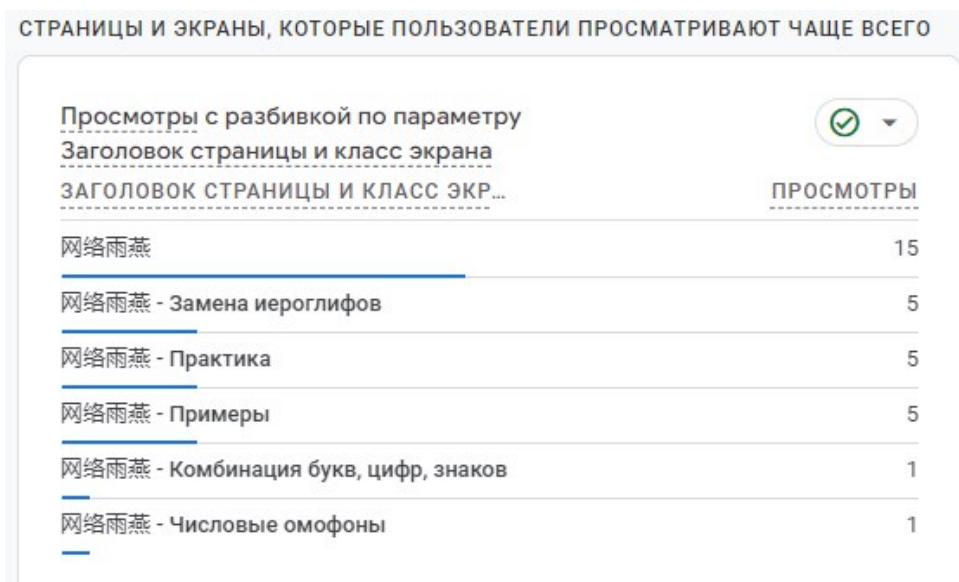 СТРАНИЦЫ И ЭКРАНЫ, КОТОРЫЕ ПОЛЬЗОВАТЕЛИ ПРОСМАТРИВАЮТ ЧАЩЕ ВСЕГО
Просмотры с разбивкой по параметру
Заголовок страницы и класс экрана
ЗАГОЛОВОК СТРАНИЦЫ И КЛАСС ЭКР... ПРОСМОТРЫ
网络雨燕 15
网络雨燕 - Замена иероглифов 5
网络雨燕 - Практика 5
网络雨燕 - Примеры 5
网络雨燕 - Комбинация букв, цифр, знаков 1
网络雨燕 - Числовые омофоны 1